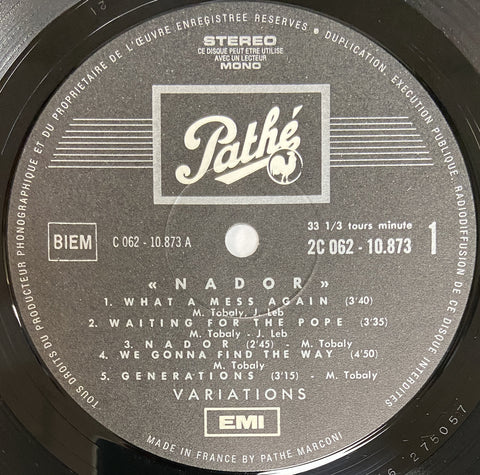 TOUS DROITS DU PRODUCTEUR PHONOGRAPHIQUE ET DU PROPRIETAIRE DE L'ŒUVRE ENREGISTREE RESERVES • DUPLICATION, EXECUTION PUBLIQUE, RADIODIFFUSION DE CE DISQUE INTERDITES
STEREO
CE DISQUE PEUT ETRE UTILISE
AVEC UN LECTEUR
MONO
Pathé
BIEM
C 062 - 10.873 A
33 1/3 tours minute
2C 062 - 10.873 1
« NADOR »
1. WHAT A MESS AGAIN (3'40)
M. Tobaly, J. Leb
2. WAITING FOR THE POPE (3'35)
M. Tobaly - J. Leb
3. NADOR (2'45) - M. Tobaly
4. WE GONNA FIND THE WAY (4'50)
M. Tobaly
5. GENERATIONS (3'15) - M. Tobaly
VARIATIONS
EMI
MADE IN FRANCE BY PATHE MARCONI